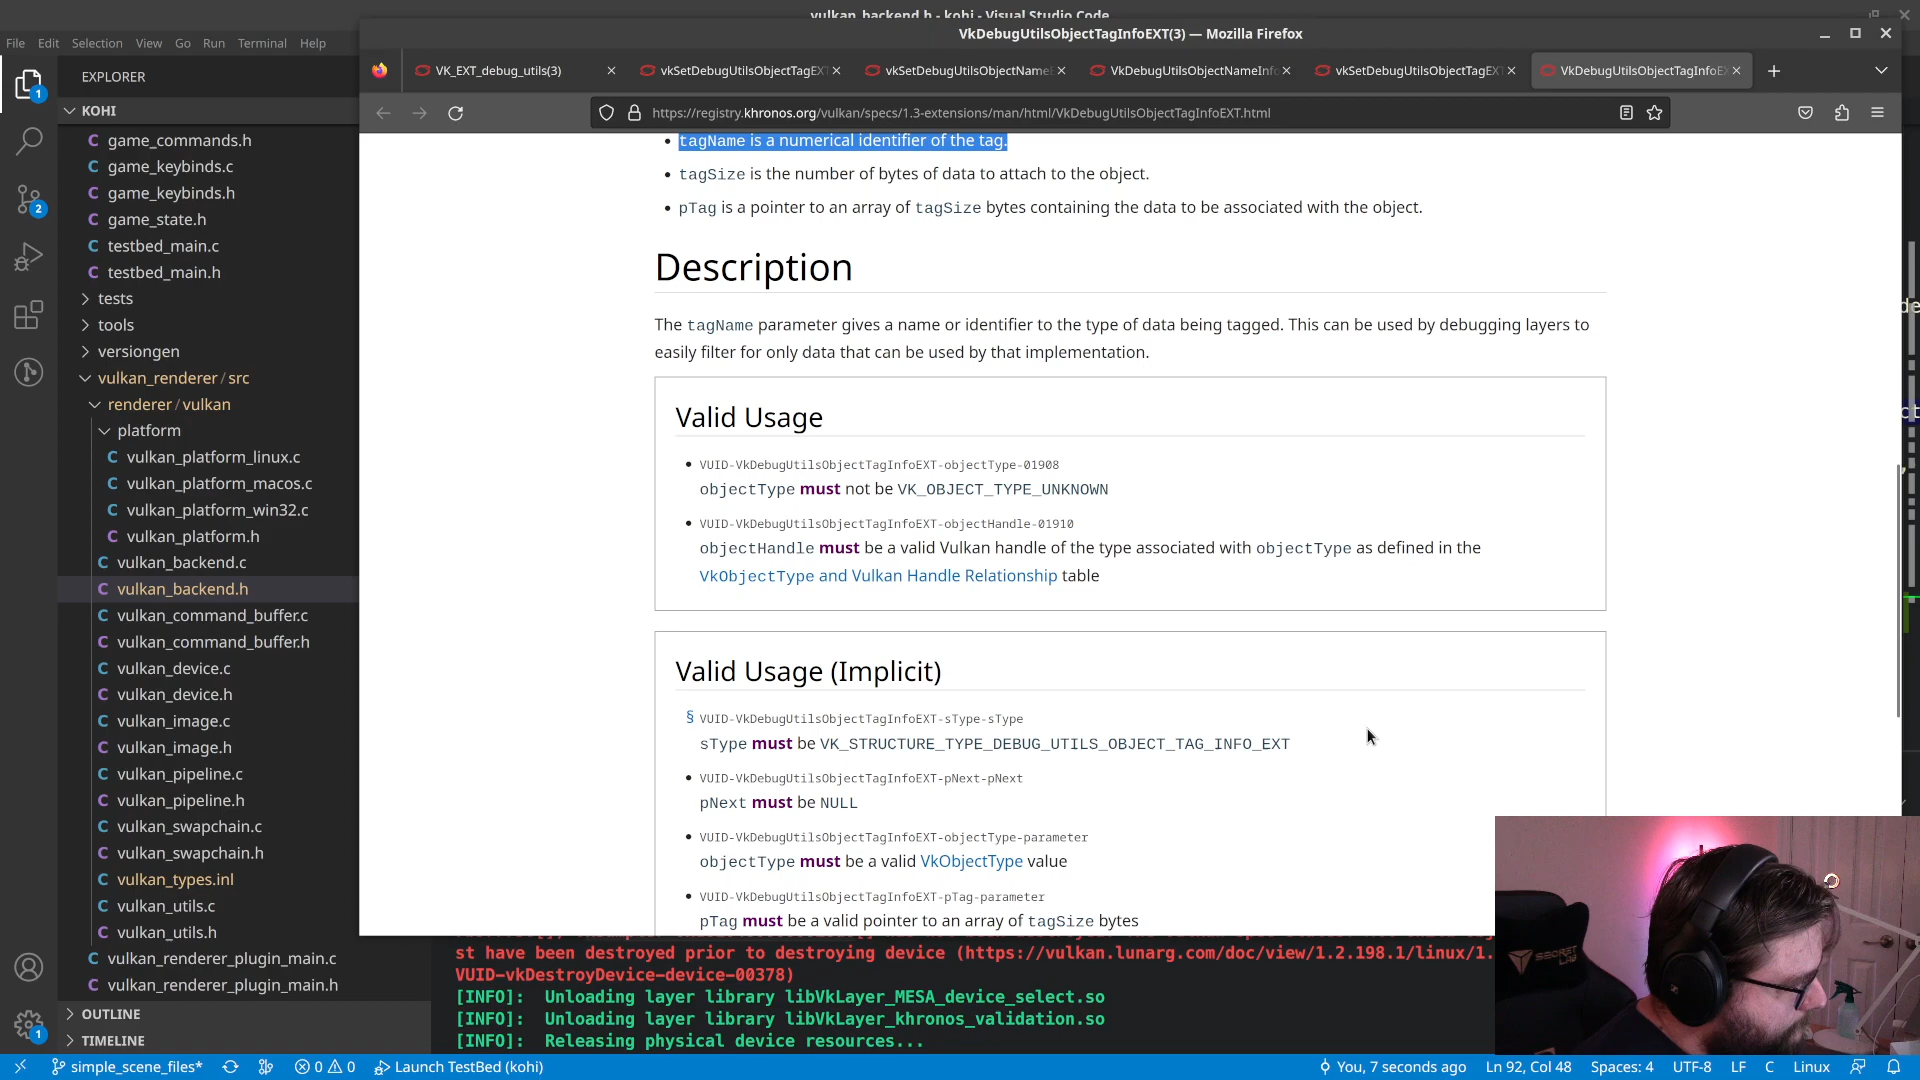 vulkan_backend.h - kohi - Visual Studio Code
File Edit Selection View Go Run Terminal Help
VkDebugUtilsObjectTagInfoEXT(3) — Mozilla Firefox
EXPLORER
VK_EXT_debug_utils(3)
vkSetDebugUtilsObjectTagEXT
vkSetDebugUtilsObjectName
VkDebugUtilsObjectNameInfo
vkSetDebugUtilsObjectTagEXT
VkDebugUtilsObjectTagInfoE
1
KOHI
https://registry.khronos.org/vulkan/specs/1.3-extensions/man/html/VkDebugUtilsObjectTagInfoEXT.html
game_commands.h
game_keybinds.c
game_keybinds.h
2
game_state.h
testbed_main.c
testbed_main.h
tests
tools
versiongen
vulkan_renderer / src
renderer / vulkan
platform
vulkan_platform_linux.c
vulkan_platform_macos.c
vulkan_platform_win32.c
vulkan_platform.h
vulkan_backend.c
vulkan_backend.h
vulkan_command_buffer.c
vulkan_command_buffer.h
vulkan_device.c
vulkan_device.h
vulkan_image.c
vulkan_image.h
vulkan_pipeline.c
vulkan_pipeline.h
vulkan_swapchain.c
vulkan_swapchain.h
vulkan_types.inl
vulkan_utils.c
vulkan_utils.h
vulkan_renderer_plugin_main.c
vulkan_renderer_plugin_main.h
OUTLINE
1
TIMELINE
• tagName is a numerical identifier of the tag.
• tagSize is the number of bytes of data to attach to the object.
• pTag is a pointer to an array of tagSize bytes containing the data to be associated with the object.
Description
The tagName parameter gives a name or identifier to the type of data being tagged. This can be used by debugging layers to
easily filter for only data that can be used by that implementation.
Valid Usage
• VUID-VkDebugUtilsObjectTagInfoEXT-objectType-01908
objectType must not be VK_OBJECT_TYPE_UNKNOWN
• VUID-VkDebugUtilsObjectTagInfoEXT-objectHandle-01910
objectHandle must be a valid Vulkan handle of the type associated with objectType as defined in the
VkObjectType and Vulkan Handle Relationship table
Valid Usage (Implicit)
§ VUID-VkDebugUtilsObjectTagInfoEXT-sType-sType
sType must be VK_STRUCTURE_TYPE_DEBUG_UTILS_OBJECT_TAG_INFO_EXT
• VUID-VkDebugUtilsObjectTagInfoEXT-pNext-pNext
pNext must be NULL
• VUID-VkDebugUtilsObjectTagInfoEXT-objectType-parameter
objectType must be a valid VkObjectType value
• VUID-VkDebugUtilsObjectTagInfoEXT-pTag-parameter
pTag must be a valid pointer to an array of tagSize bytes
st have been destroyed prior to destroying device (https://vulkan.lunarg.com/doc/view/1.2.198.1/linux/1.
VUID-vkDestroyDevice-device-00378)
[INFO]: Unloading layer library libVkLayer_MESA_device_select.so
[INFO]: Unloading layer library libVkLayer_khronos_validation.so
[INFO]: Releasing physical device resources...
simple_scene_files* 0 0 Launch TestBed (kohi) You, 7 seconds ago Ln 92, Col 48 Spaces: 4 UTF-8 LF C Linux